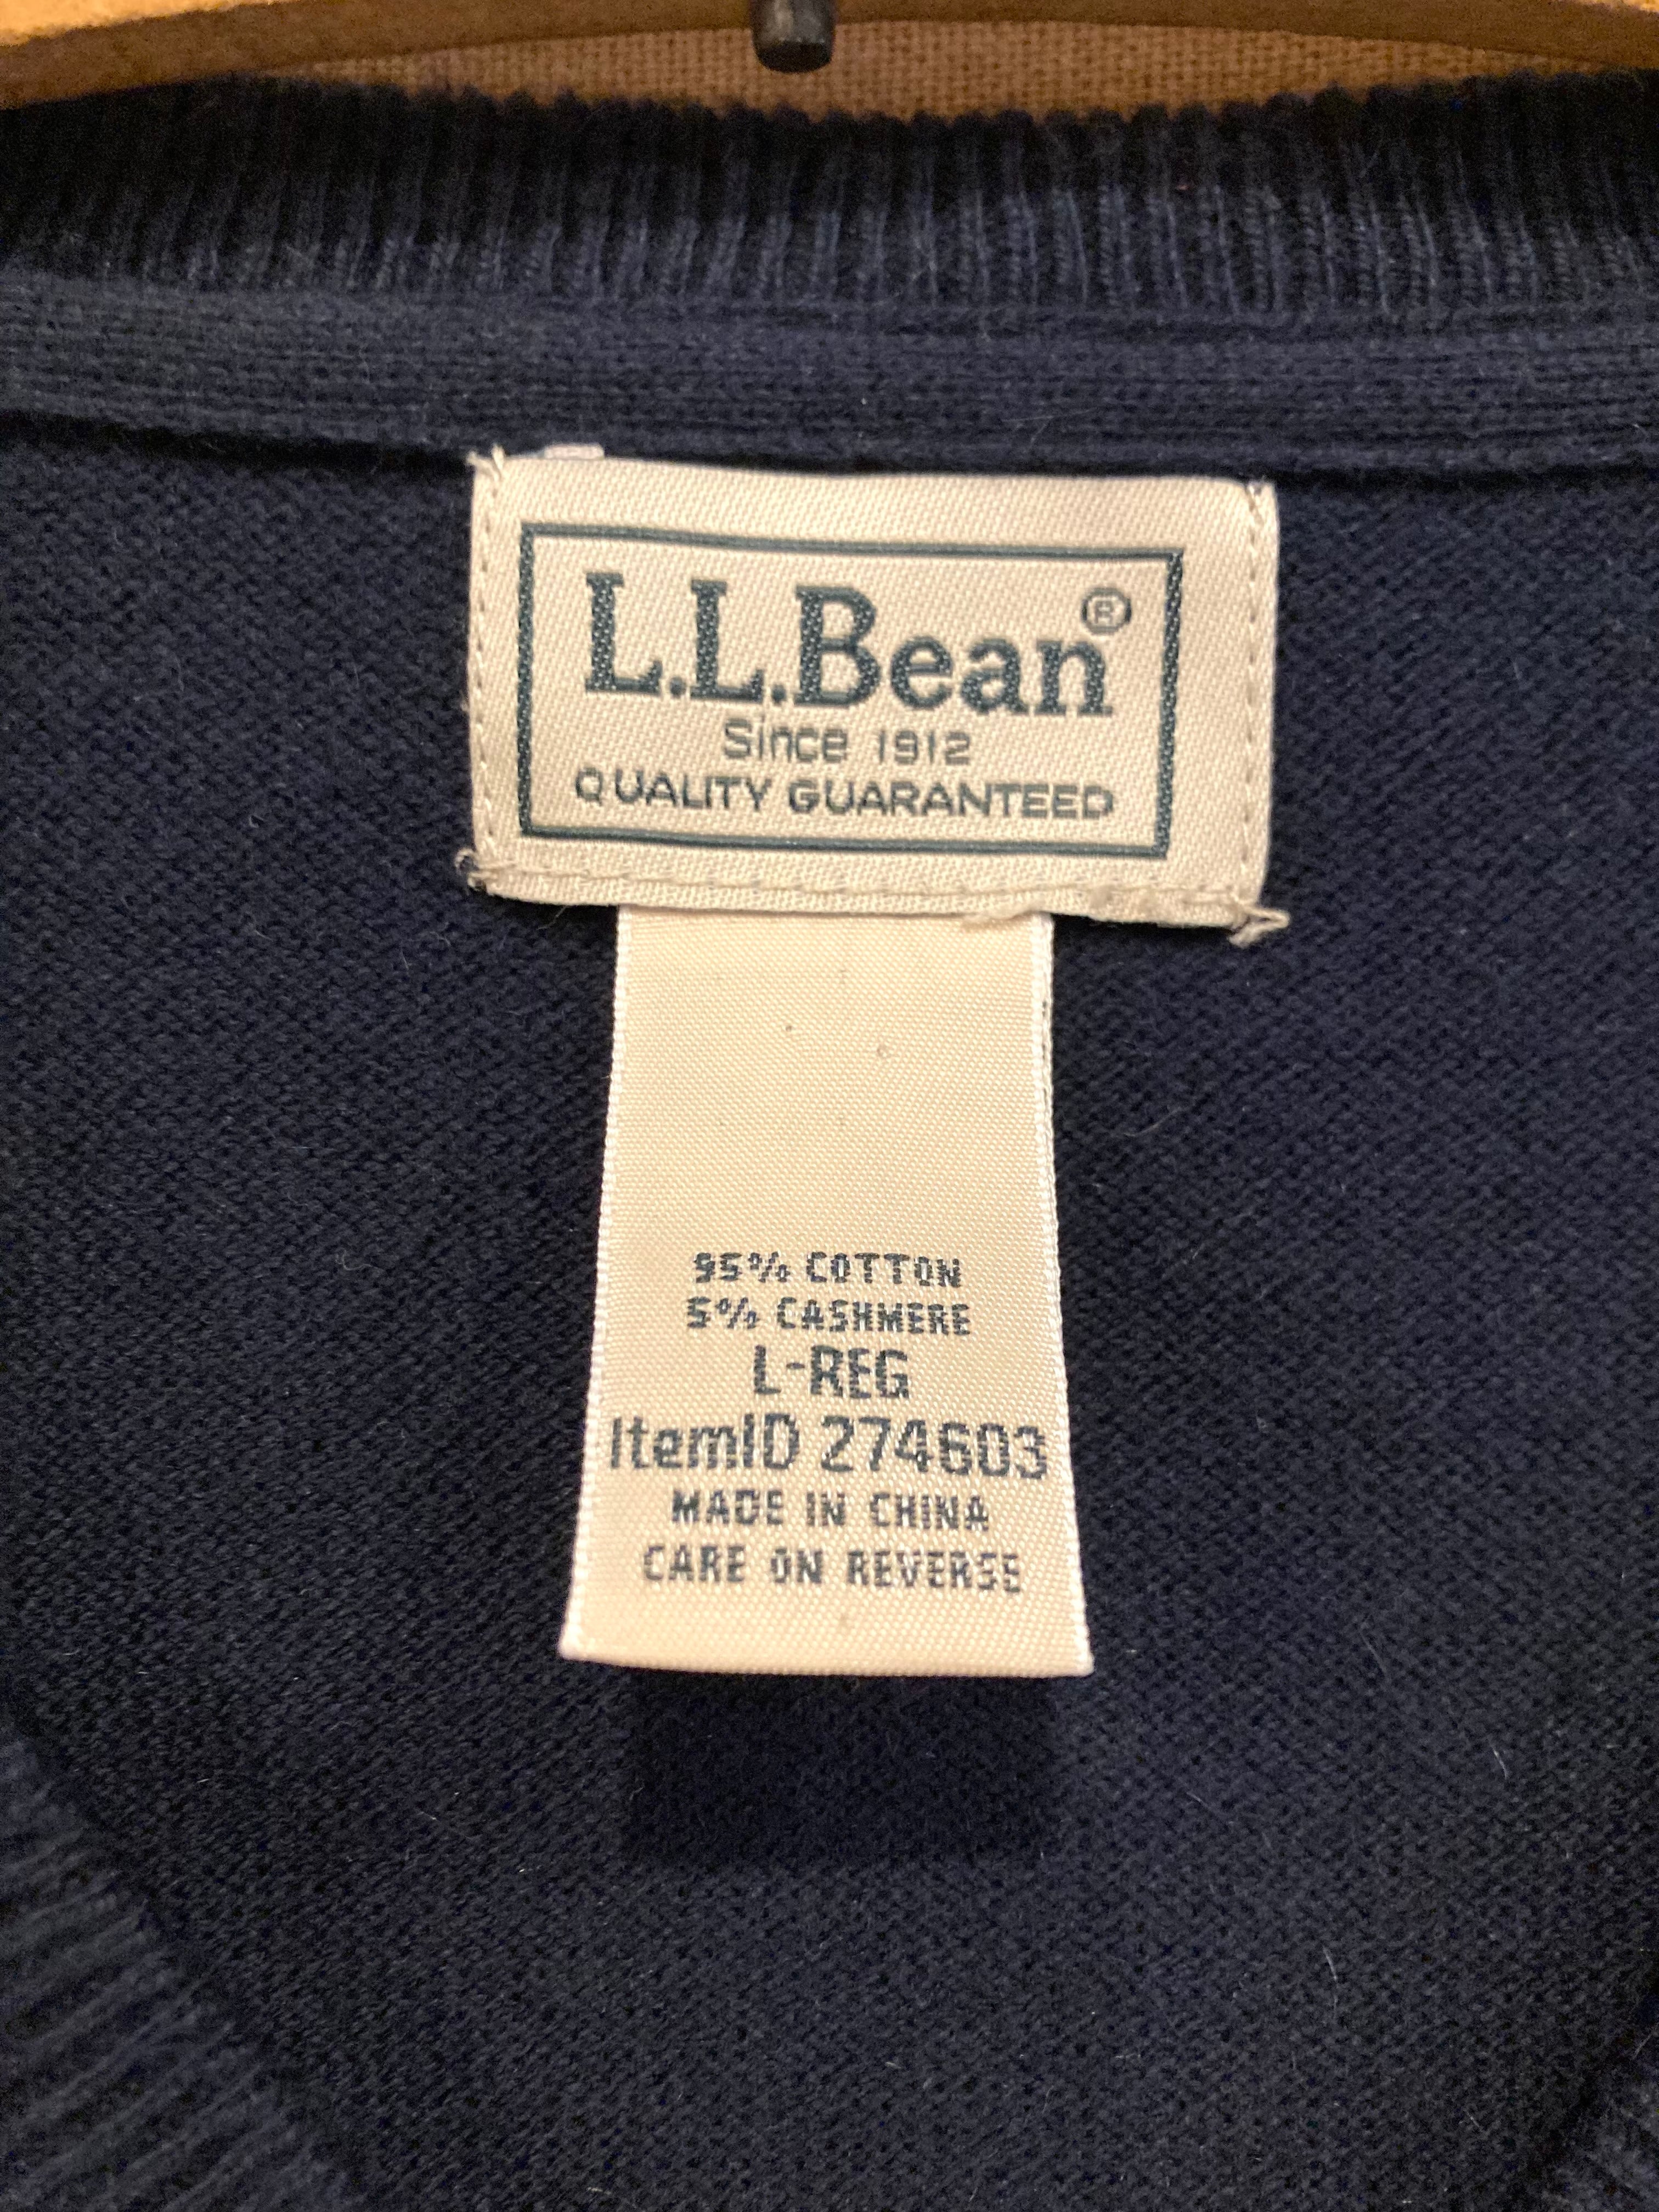 L.L.Bean®
Since 1912
QUALITY GUARANTEED
95% COTTON
5% CASHMERE
L-REG
ItemID 274603
MADE IN CHINA
CARE ON REVERSE